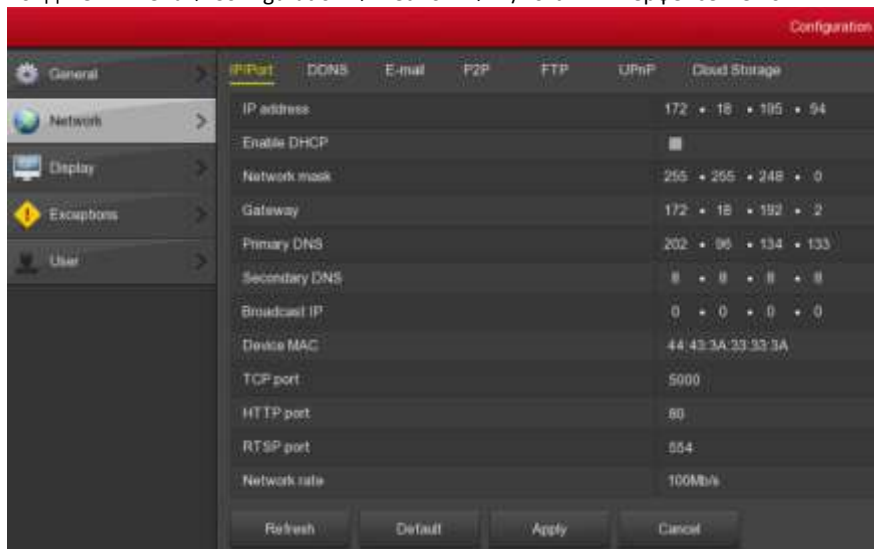 Configuration
General
Network
Display
Exceptions
User
IP/Port DDNS E-mail P2P FTP UPnP Cloud Storage
IP address 172 • 18 • 195 • 94
Enable DHCP
Network mask 255 • 255 • 248 • 0
Gateway 172 • 18 • 192 • 2
Primary DNS 202 • 96 • 134 • 133
Secondary DNS 8 • 8 • 8 • 8
Broadcast IP 0 • 0 • 0 • 0
Device MAC 44:43:3A:33:33:3A
TCP port 5000
HTTP port 80
RTSP port 554
Network rate 100Mb/s
Refresh Default Apply Cancel